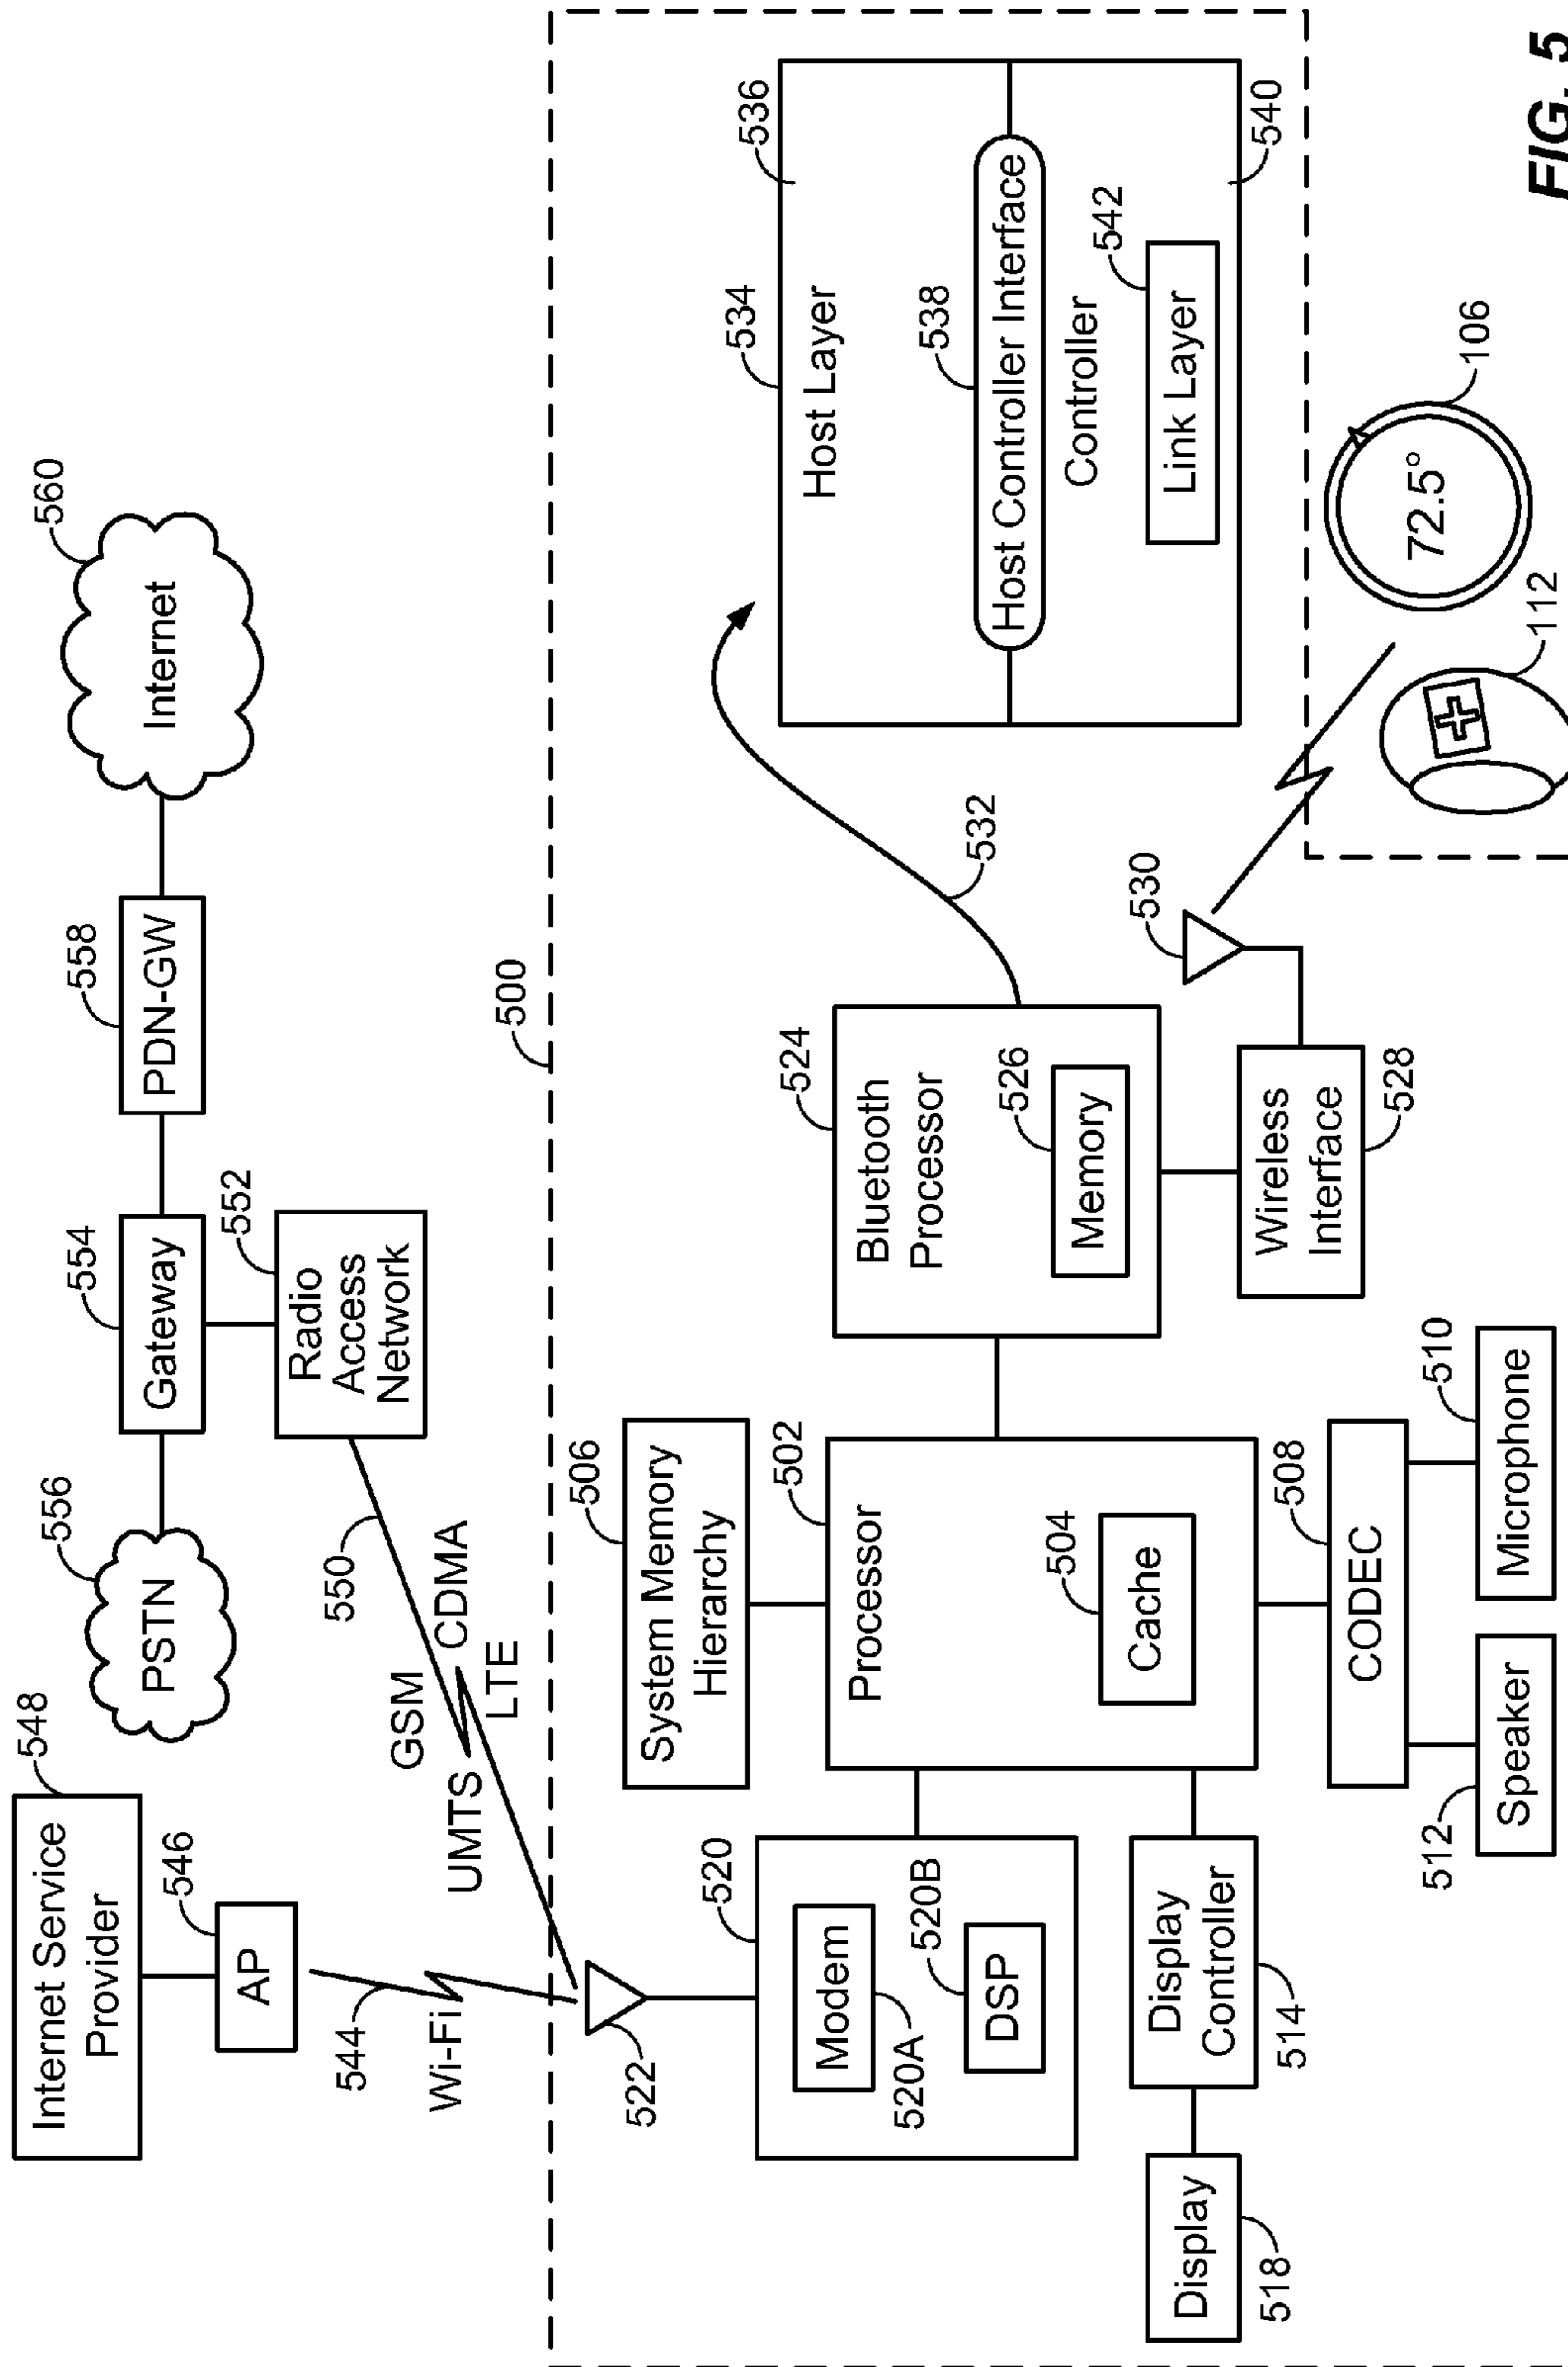 548
Internet Service
Provider
546
AP
544
Wi-Fi
556
PSTN
554
Gateway
558
PDN-GW
560
Internet
552
Radio
Access
Network
550
GSM
CDMA
UMTS
LTE
500
522
520
Modem
520A
520B
DSP
506
System Memory
Hierarchy
502
Processor
504
Cache
524
Bluetooth
Processor
526
Memory
532
534
536
Host Layer
538
Host Controller Interface
Controller
542
Link Layer
540
518
Display
514
Display
Controller
508
CODEC
512
Speaker
510
Microphone
528
Wireless
Interface
530
112
106
72.5°
FIG. 5